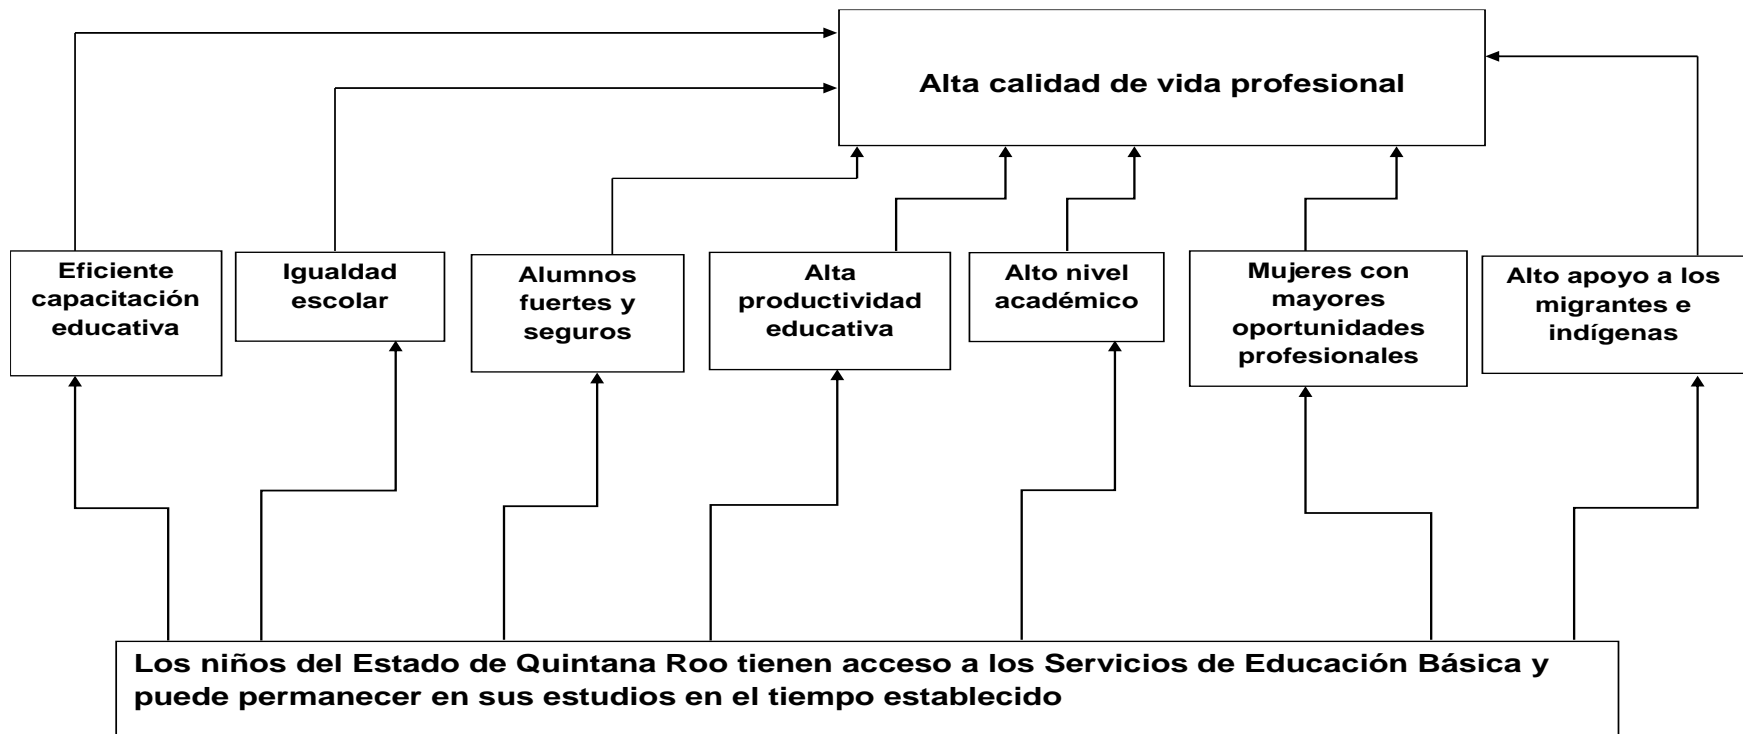 Alta calidad de vida profesional
Eficiente
capacitación
educativa
Igualdad
escolar
Alumnos
fuertes y
seguros
Alta
productividad
educativa
Alto nivel
académico
Mujeres con
mayores
oportunidades
profesionales
Alto apoyo a los
migrantes e
indígenas
Los niños del Estado de Quintana Roo tienen acceso a los Servicios de Educación Básica y
puede permanecer en sus estudios en el tiempo establecido